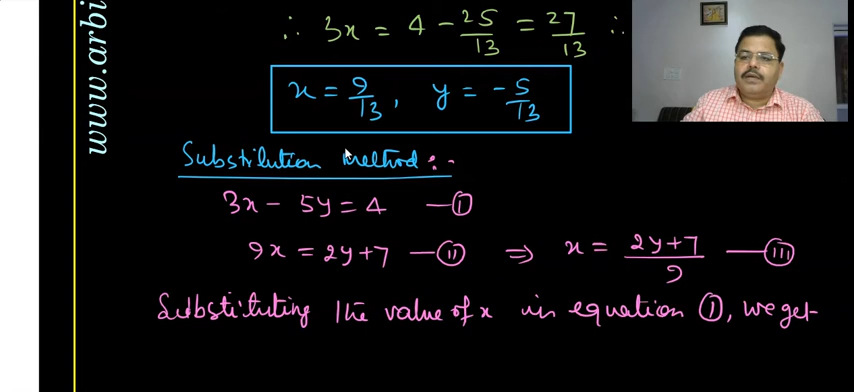 ∴ 3x = 4 - 25/13 = 27/13 ∴
x = 9/13, y = -5/13
Substitution method :-
3x - 5y = 4 —(I)
9x = 2y + 7 —(II) ⇒ x = (2y+7)/9 —(III)
Substituting the value of x in equation (I), we get-
www.arbi